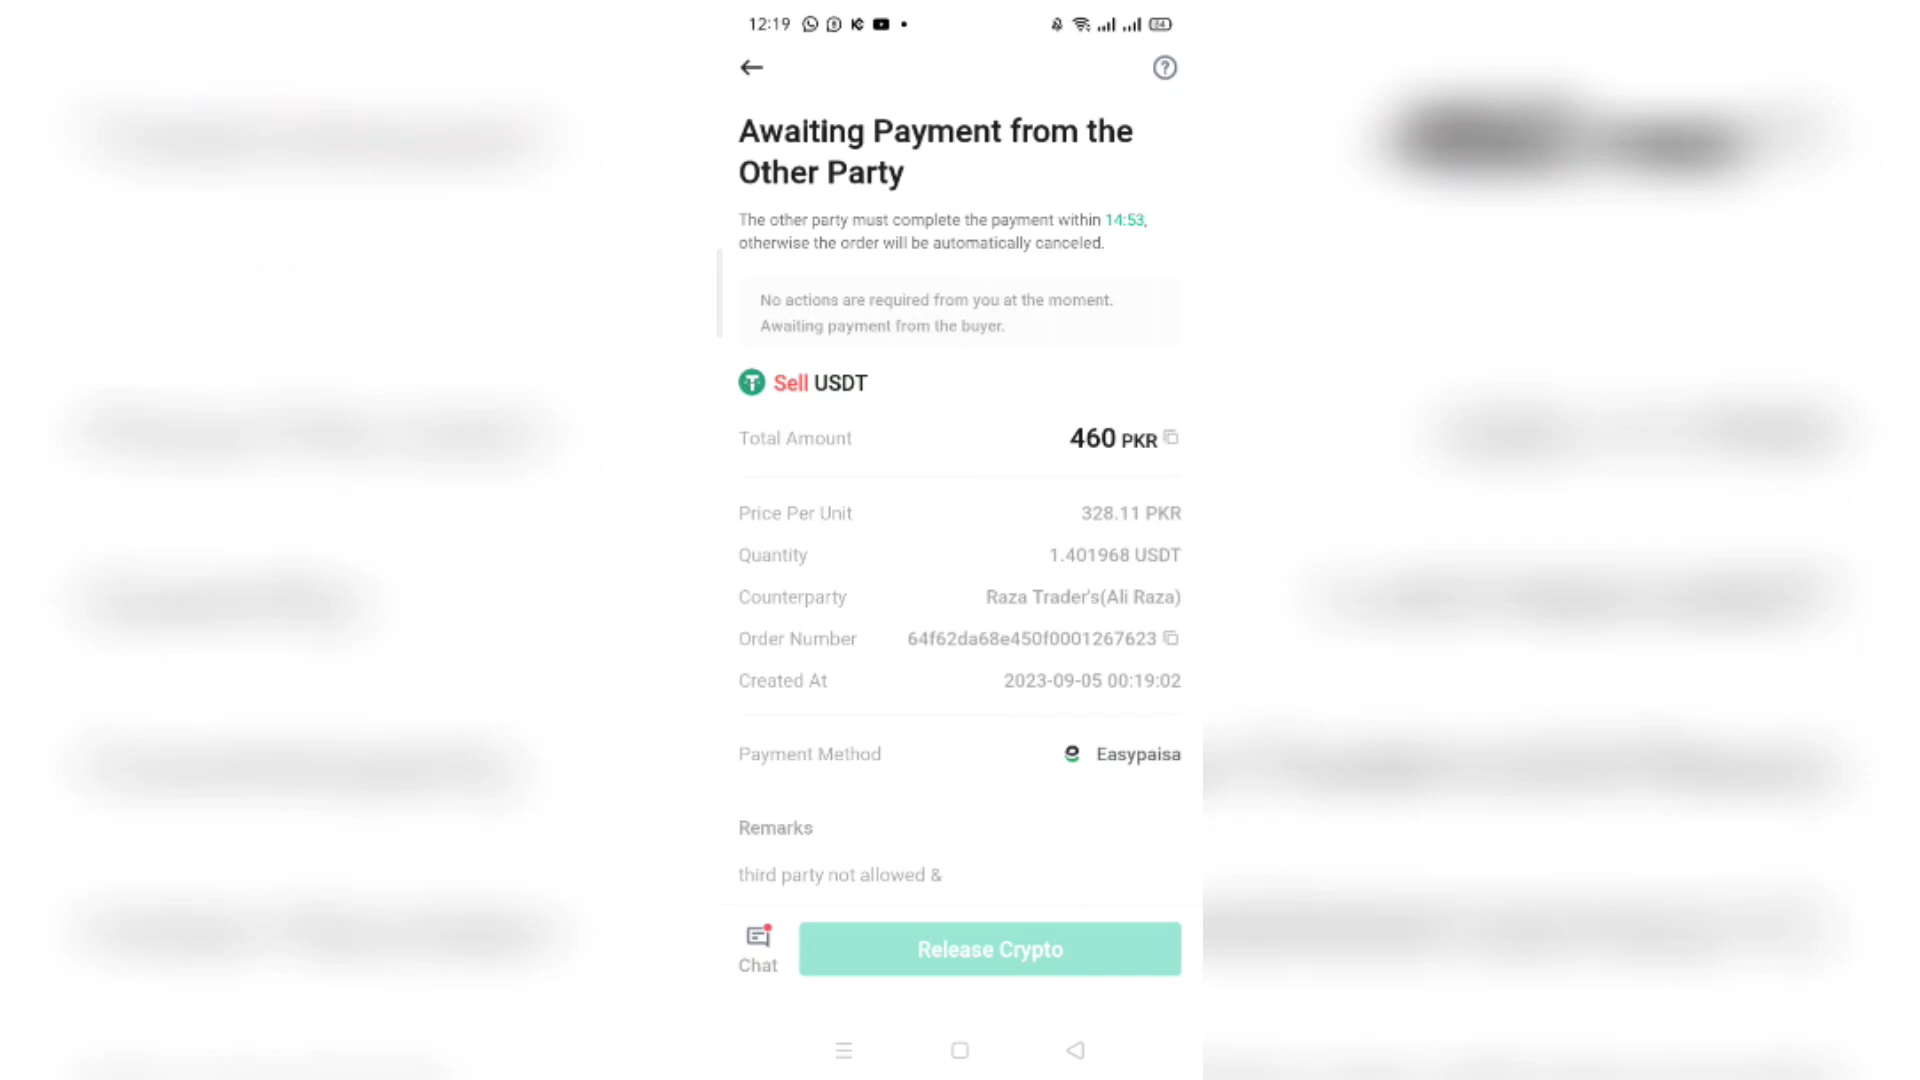 12:19
Awaiting Payment from the
Other Party
The other party must complete the payment within 14:53,
otherwise the order will be automatically canceled.
No actions are required from you at the moment.
Awaiting payment from the buyer.
Sell USDT
Total Amount 460 PKR
Price Per Unit 328.11 PKR
Quantity 1.401968 USDT
Counterparty Raza Trader's(Ali Raza)
Order Number 64f62da68e450f0001267623
Created At 2023-09-05 00:19:02
Payment Method Easypaisa
Remarks
third party not allowed &
Chat
Release Crypto